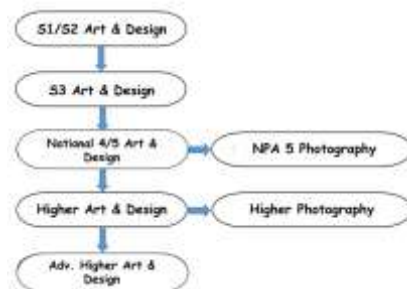 S1/S2 Art & Design
S3 Art & Design
National 4/5 Art &
Design
NPA 5 Photography
Higher Art & Design
Higher Photography
Adv. Higher Art &
Design